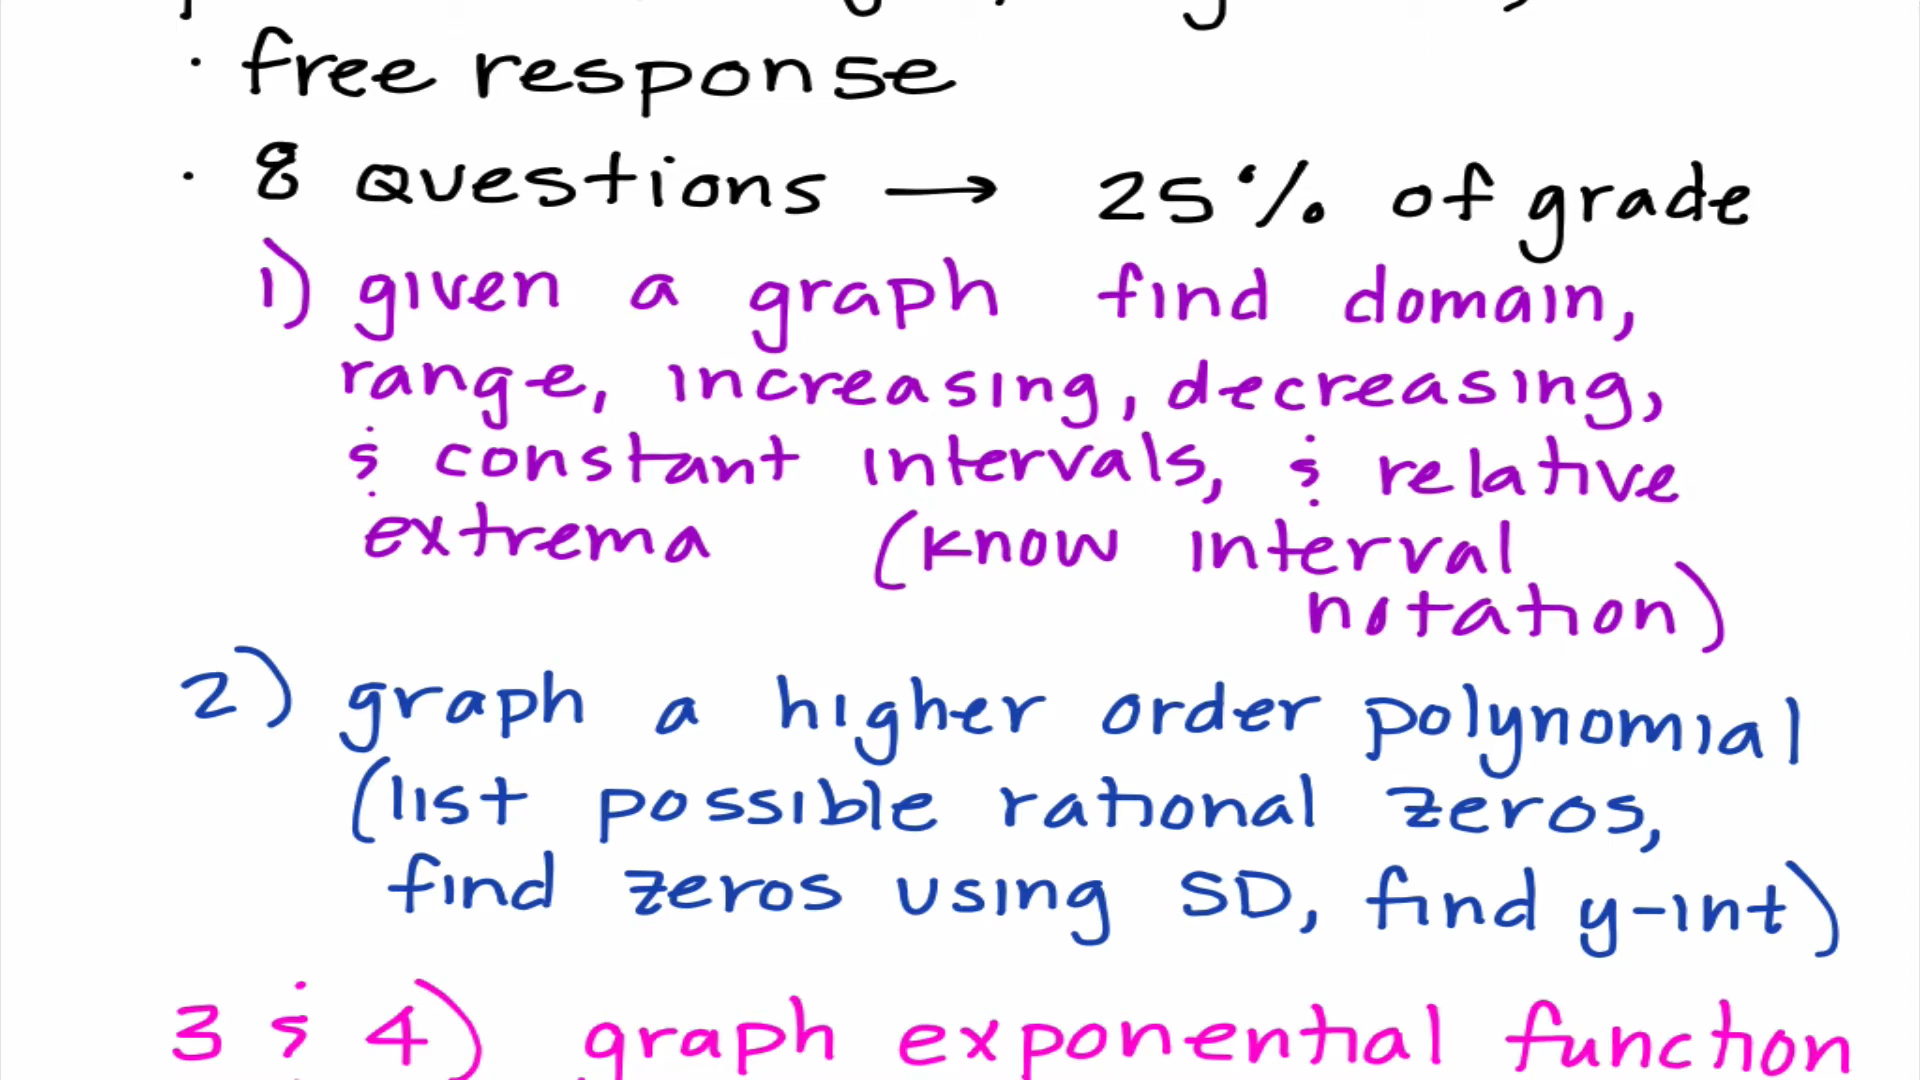 · free response
· 8 questions → 25% of grade
1) given a graph find domain,
range, increasing, decreasing,
& constant intervals, & relative
extrema (know interval
notation)
2) graph a higher order polynomial
(list possible rational zeros,
find zeros using SD, find y-int)
3 & 4) graph exponential function